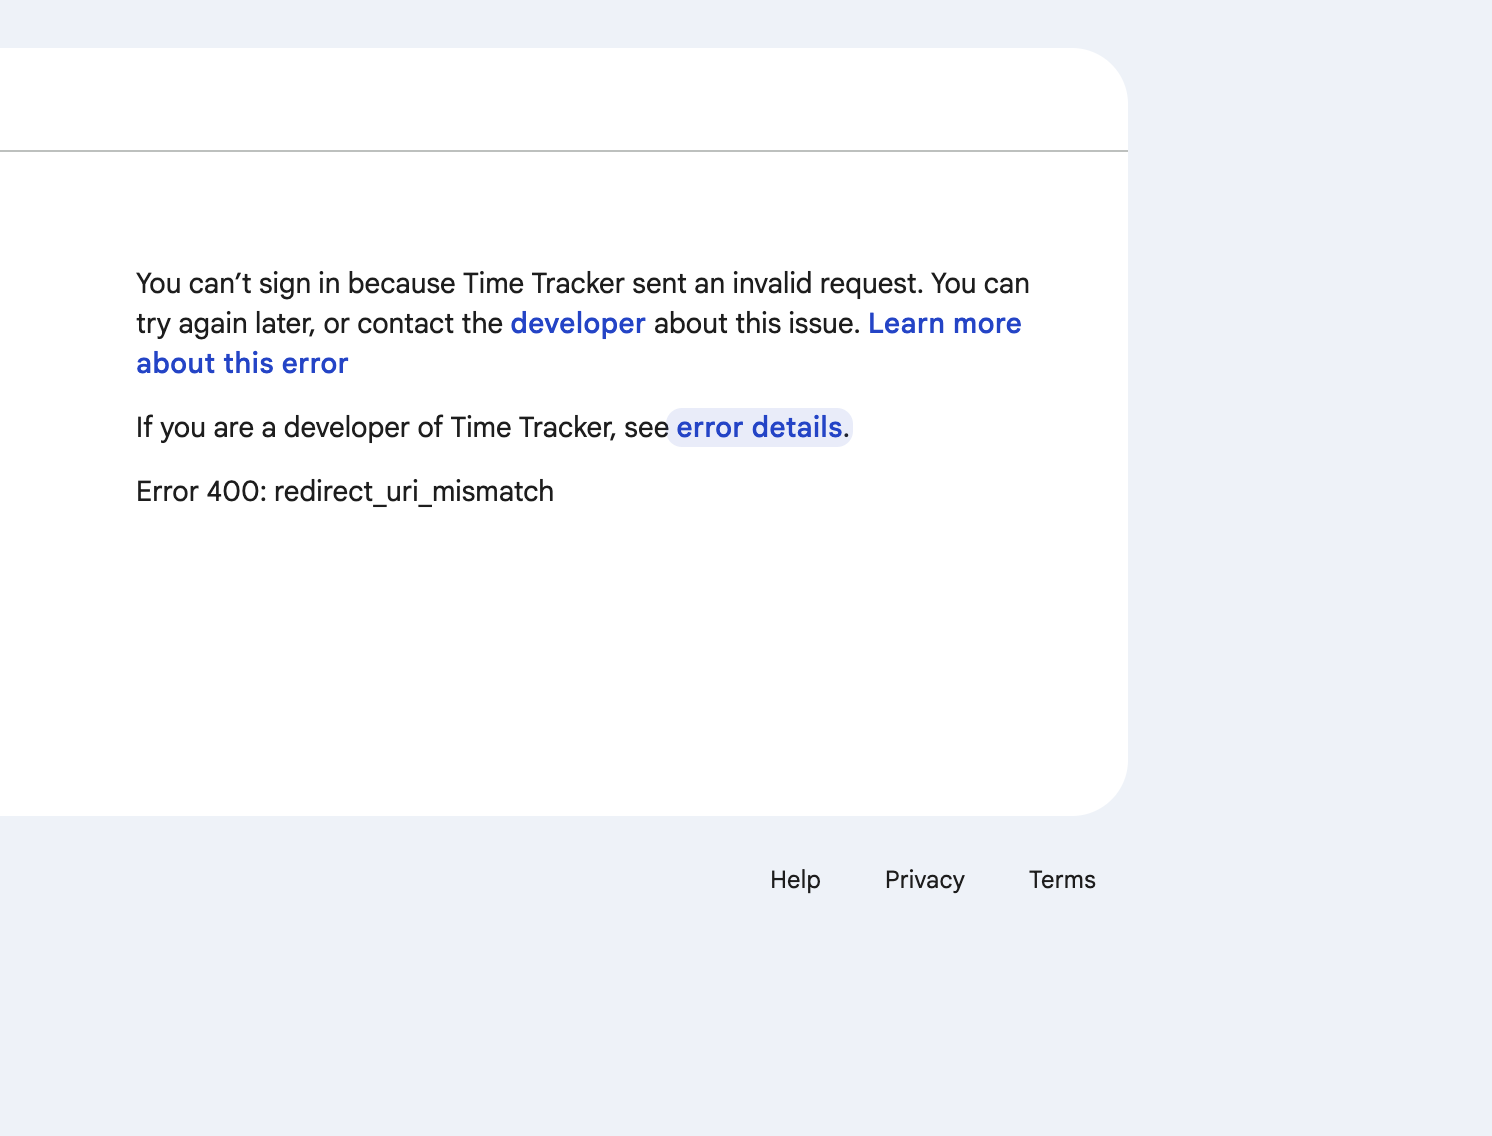 You can’t sign in because Time Tracker sent an invalid request. You can
try again later, or contact the developer about this issue. Learn more
about this error
If you are a developer of Time Tracker, see error details.
Error 400: redirect_uri_mismatch
Help Privacy Terms